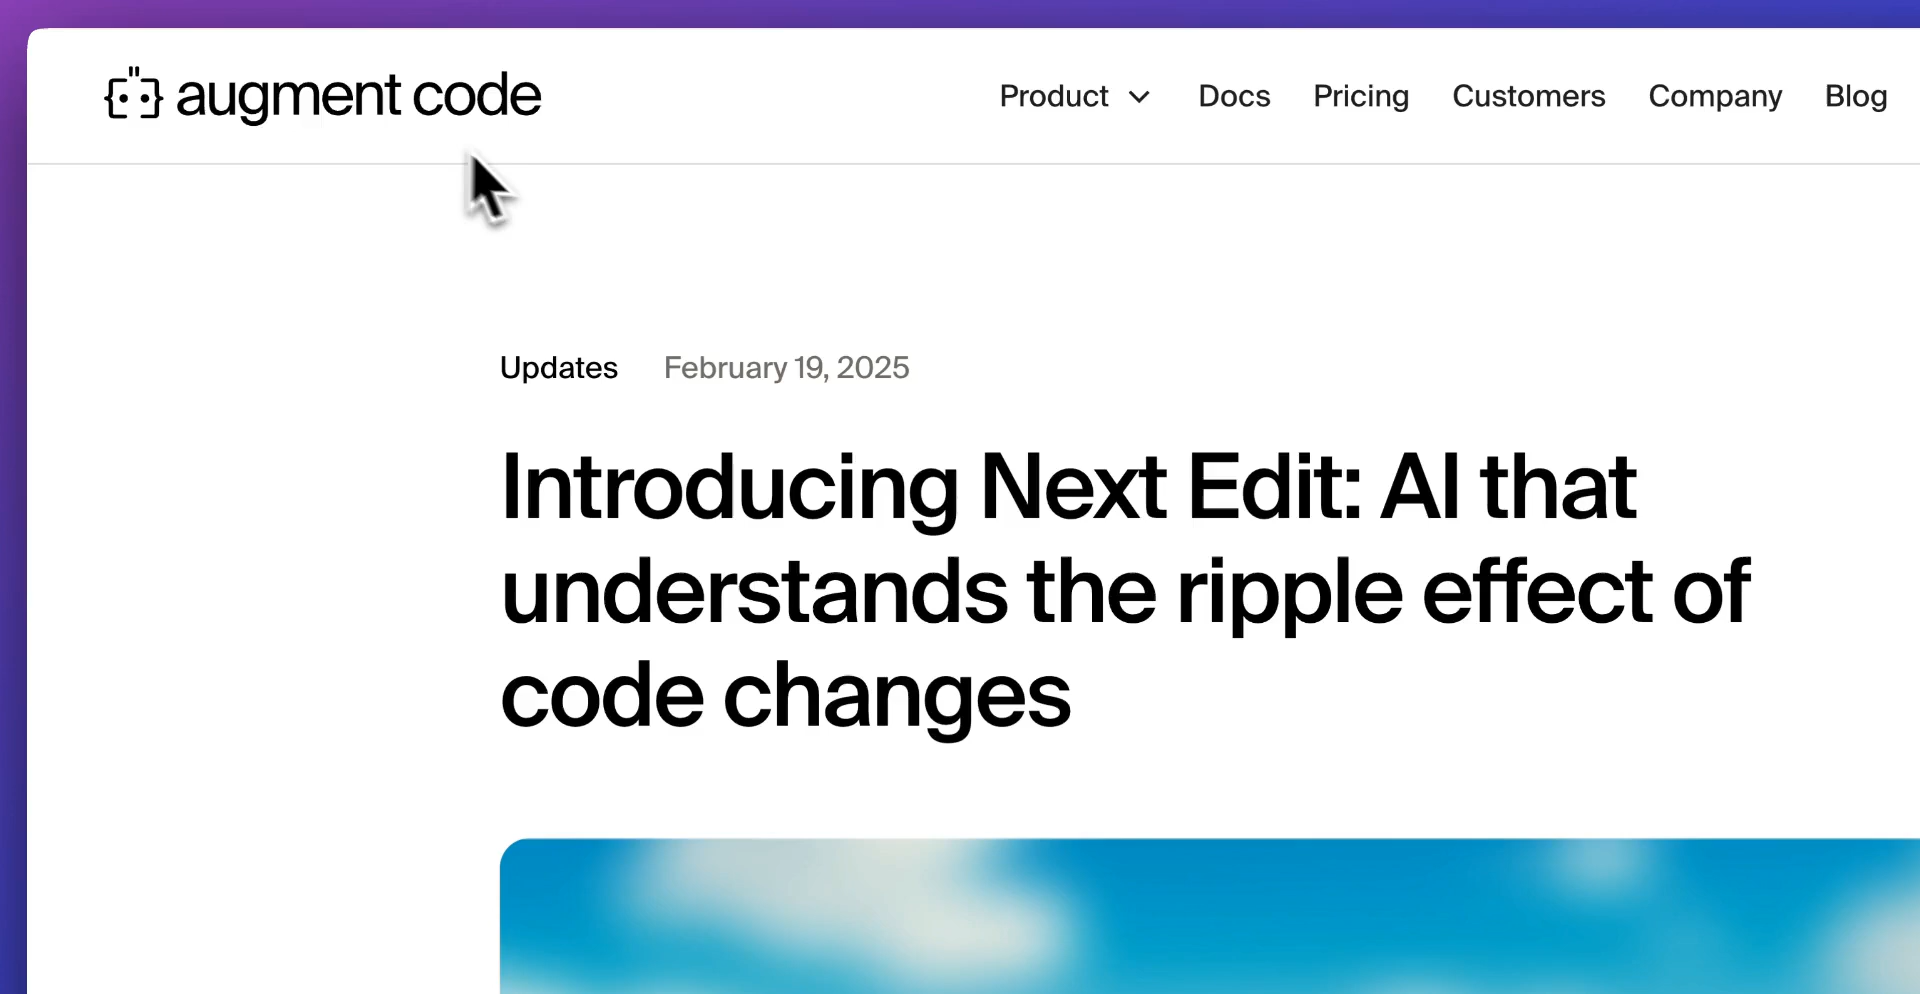 augment code
Product
Docs
Pricing
Customers
Company
Blog
Updates
February 19, 2025
Introducing Next Edit: AI that
understands the ripple effect of
code changes